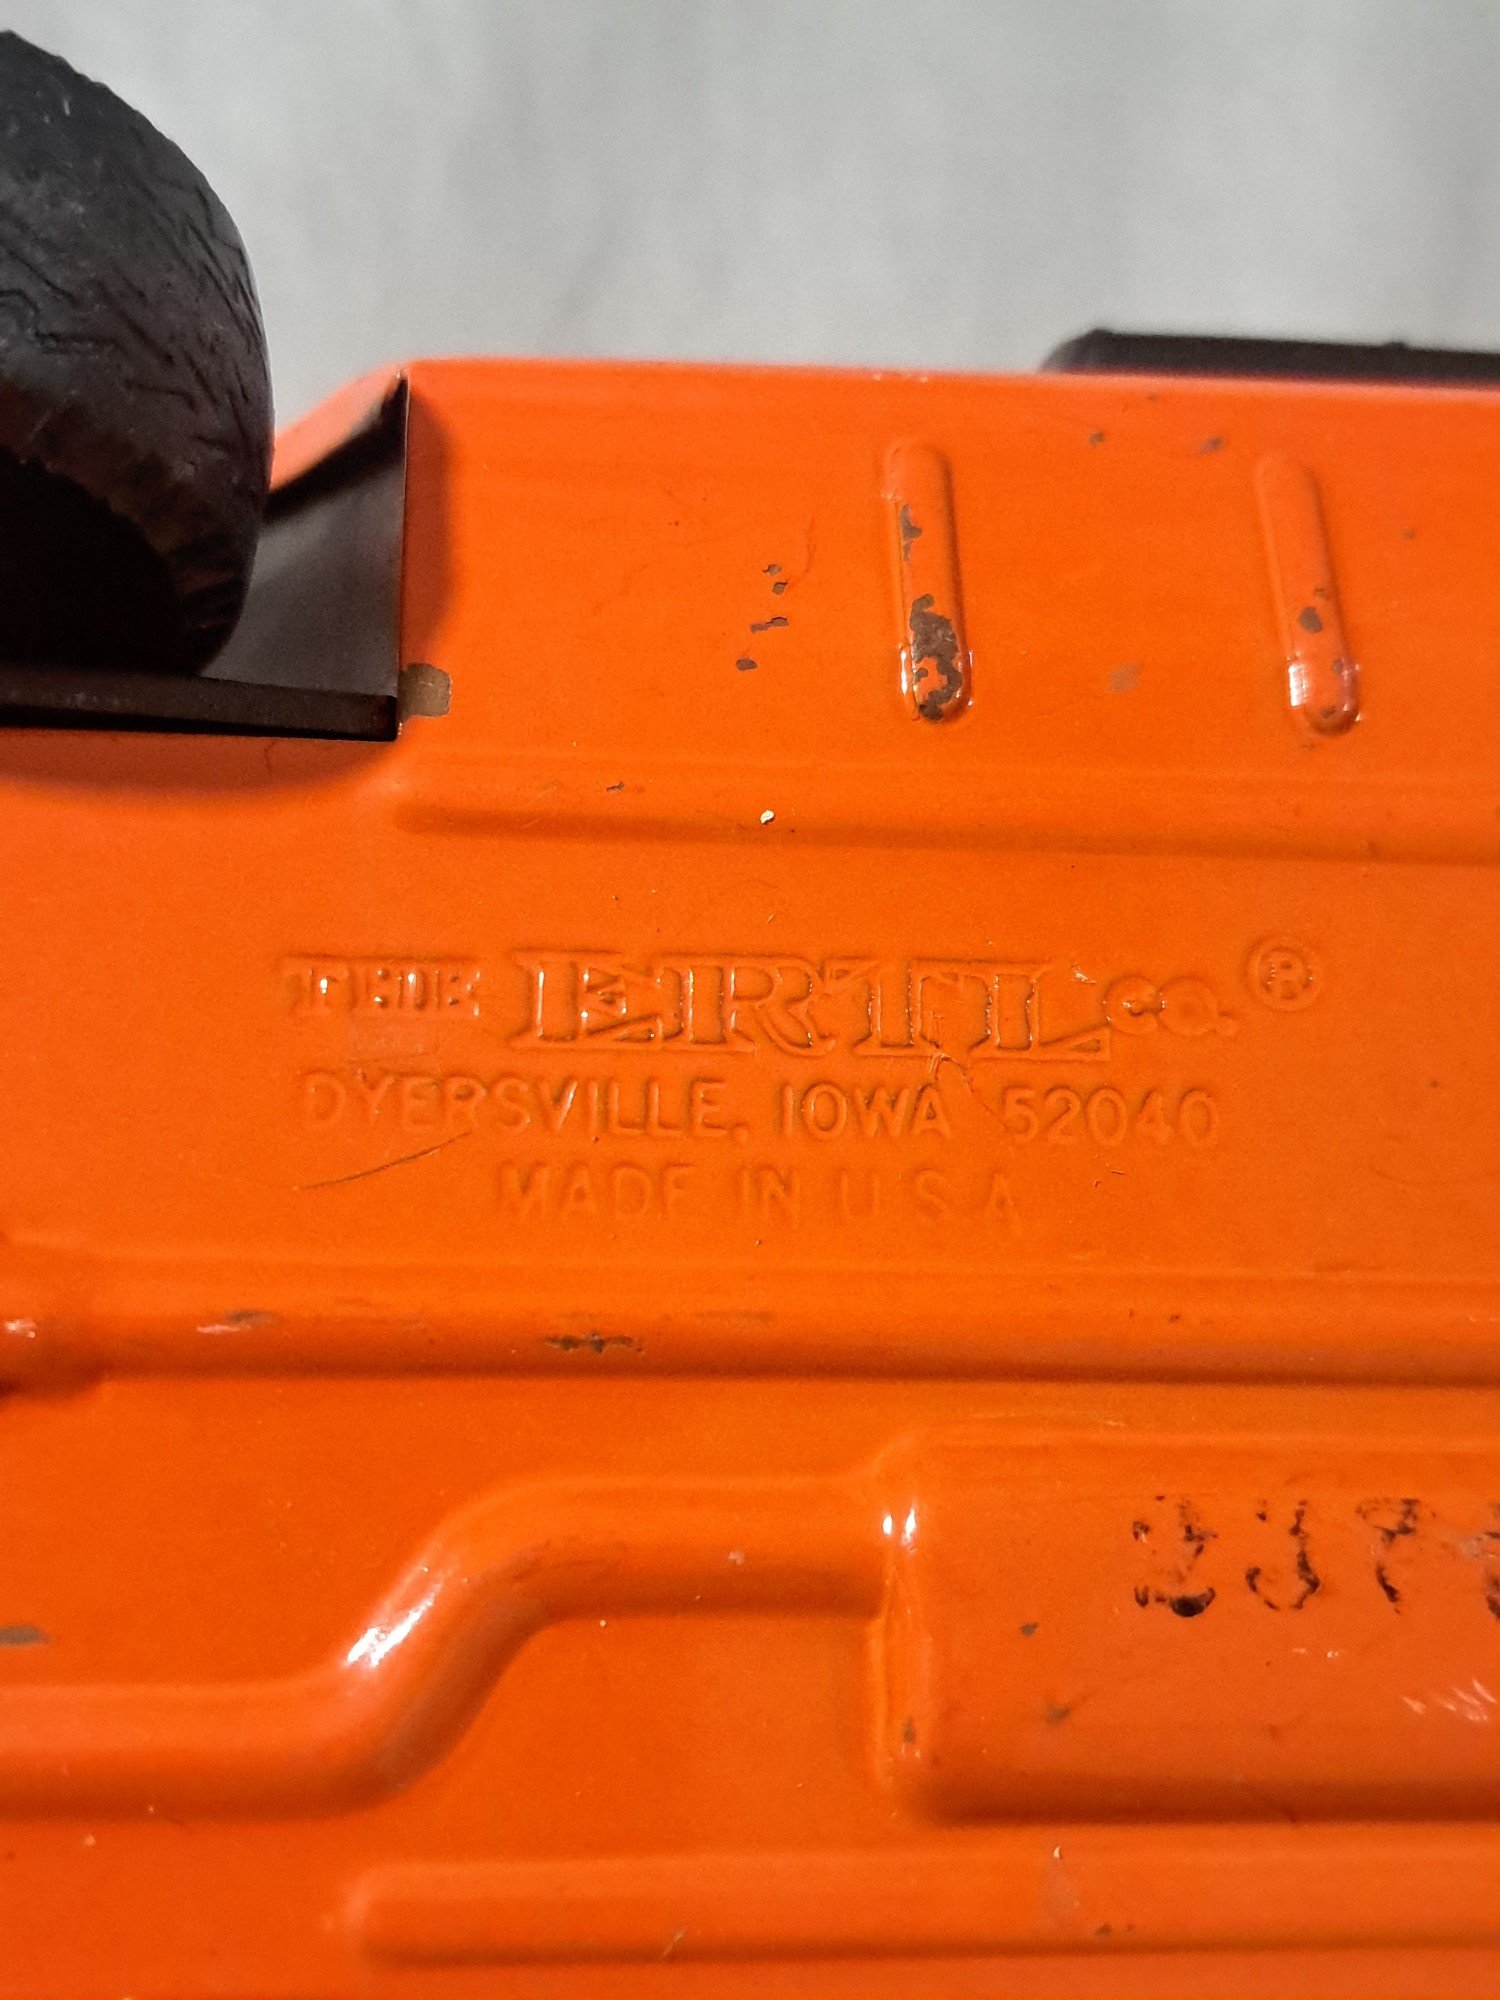 THE ERTL CO.®
DYERSVILLE, IOWA 52040
MADE IN U.S.A